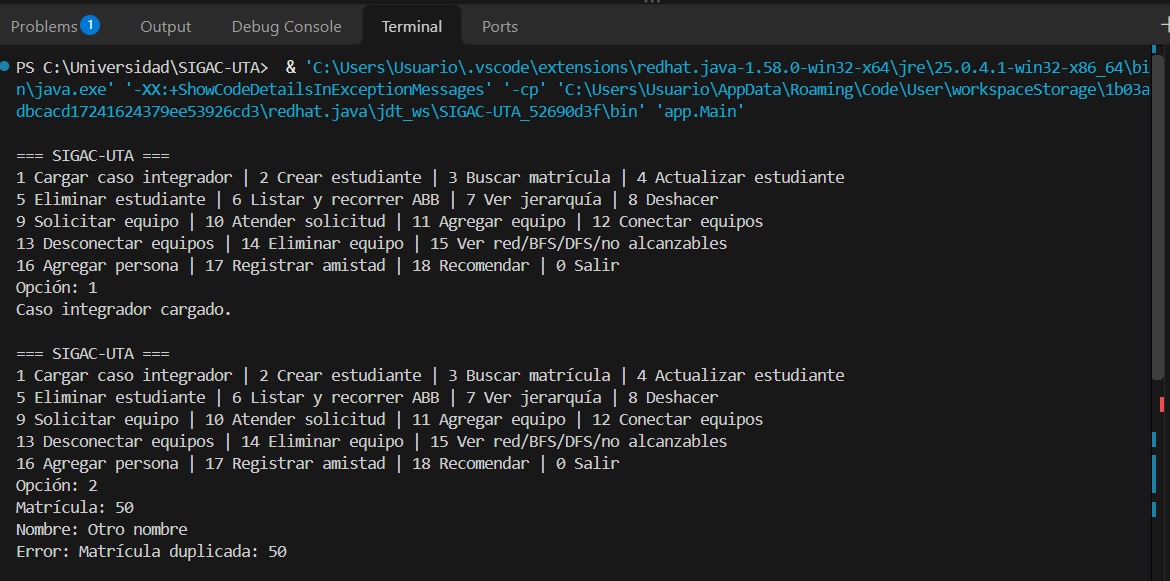 Problems 1 Output Debug Console Terminal Ports
PS C:\Universidad\SIGAC-UTA>  & 'C:\Users\Usuario\.vscode\extensions\redhat.java-1.58.0-win32-x64\jre\25.0.4.1-win32-x86_64\bi
n\java.exe' '-XX:+ShowCodeDetailsInExceptionMessages' '-cp' 'C:\Users\Usuario\AppData\Roaming\Code\User\workspaceStorage\1b03a
dbcacd17241624379ee53926cd3\redhat.java\jdt_ws\SIGAC-UTA_52690d3f\bin' 'app.Main'
=== SIGAC-UTA ===
1 Cargar caso integrador | 2 Crear estudiante | 3 Buscar matrícula | 4 Actualizar estudiante
5 Eliminar estudiante | 6 Listar y recorrer ABB | 7 Ver jerarquía | 8 Deshacer
9 Solicitar equipo | 10 Atender solicitud | 11 Agregar equipo | 12 Conectar equipos
13 Desconectar equipos | 14 Eliminar equipo | 15 Ver red/BFS/DFS/no alcanzables
16 Agregar persona | 17 Registrar amistad | 18 Recomendar | 0 Salir
Opción: 1
Caso integrador cargado.
=== SIGAC-UTA ===
1 Cargar caso integrador | 2 Crear estudiante | 3 Buscar matrícula | 4 Actualizar estudiante
5 Eliminar estudiante | 6 Listar y recorrer ABB | 7 Ver jerarquía | 8 Deshacer
9 Solicitar equipo | 10 Atender solicitud | 11 Agregar equipo | 12 Conectar equipos
13 Desconectar equipos | 14 Eliminar equipo | 15 Ver red/BFS/DFS/no alcanzables
16 Agregar persona | 17 Registrar amistad | 18 Recomendar | 0 Salir
Opción: 2
Matrícula: 50
Nombre: Otro nombre
Error: Matrícula duplicada: 50